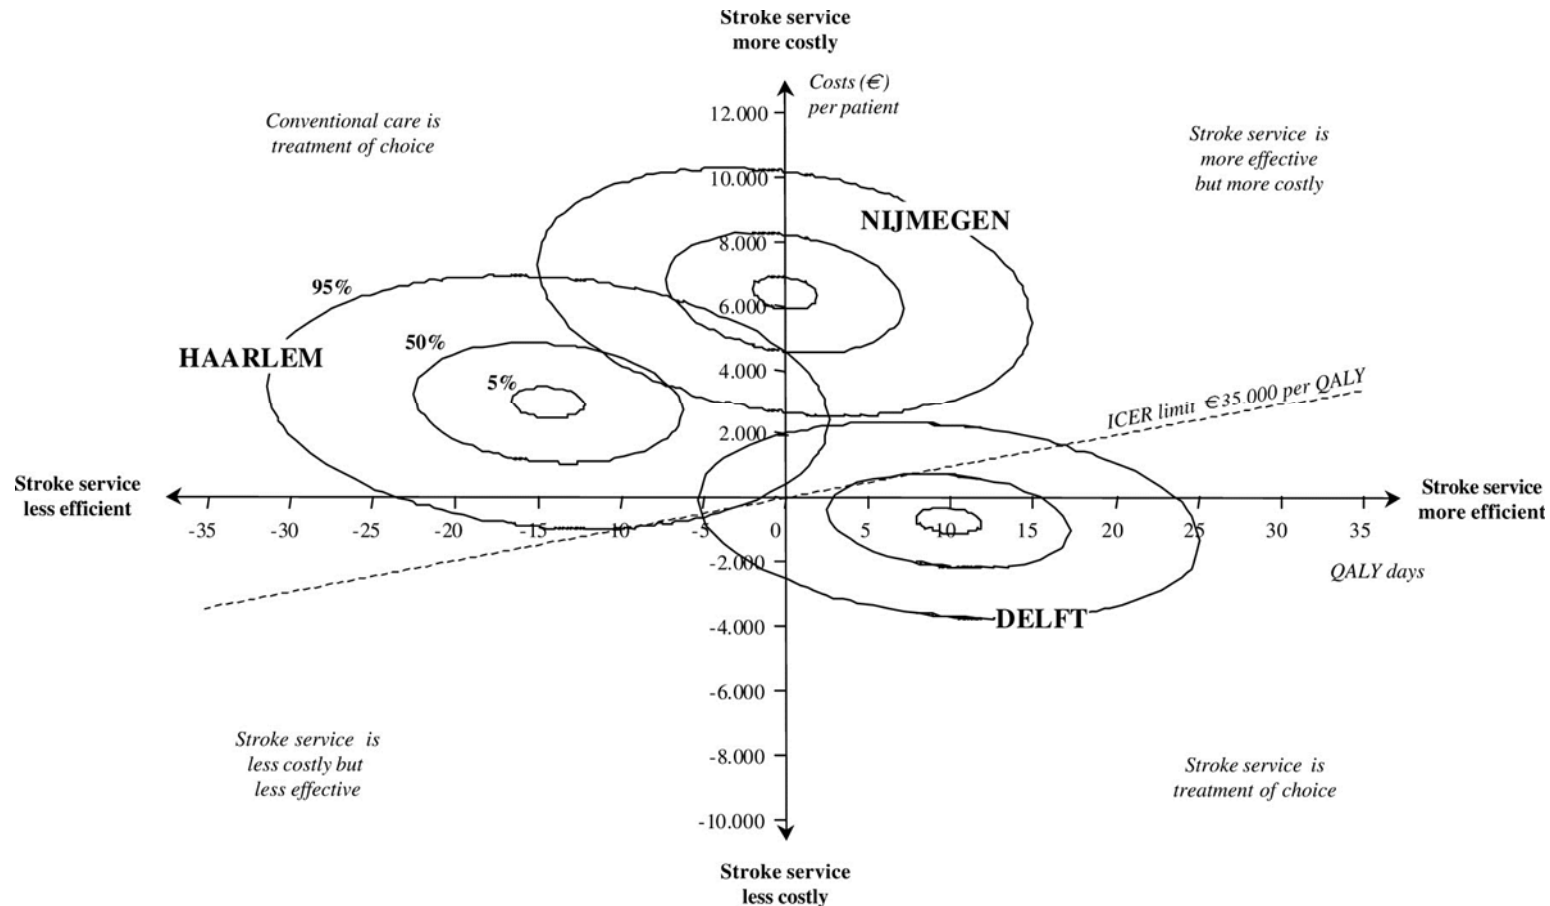 Stroke service
more costly
Costs (€)
per patient
12.000
Conventional care is
treatment of choice
Stroke service is
more effective
but more costly
10.000
NIJMEGEN
8.000
95%
6.000
50%
HAARLEM
5%
4.000
ICER limit €35.000 per QALY
2.000
Stroke service
less efficient
Stroke service
more efficient
-35 -30 -25 -20 -15 -10 -5 0 5 10 15 20 25 30 35
-2.000
QALY days
DELFT
-4.000
-6.000
Stroke service is
less costly but
less effective
-8.000
Stroke service is
treatment of choice
-10.000
Stroke service
less costly